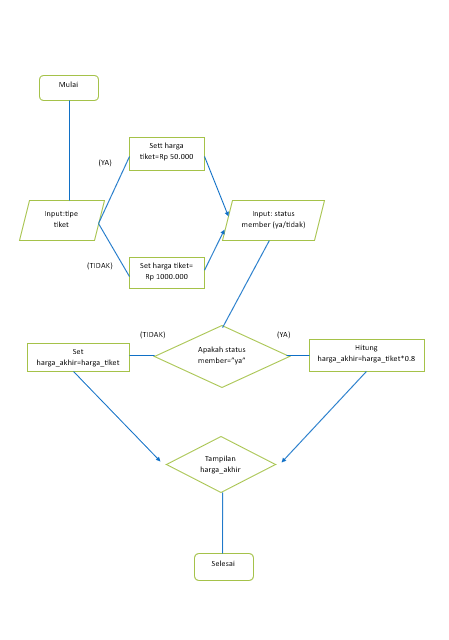 Mulai
Sett harga
tiket=Rp 50.000
(YA)
Input:tipe
tiket
Input: status
member (ya/tidak)
(TIDAK)
Set harga tiket=
Rp 1000.000
(TIDAK)
(YA)
Set
harga_akhir=harga_tiket
Apakah status
member="ya"
Hitung
harga_akhir=harga_tiket*0.8
Tampilan
harga_akhir
Selesai